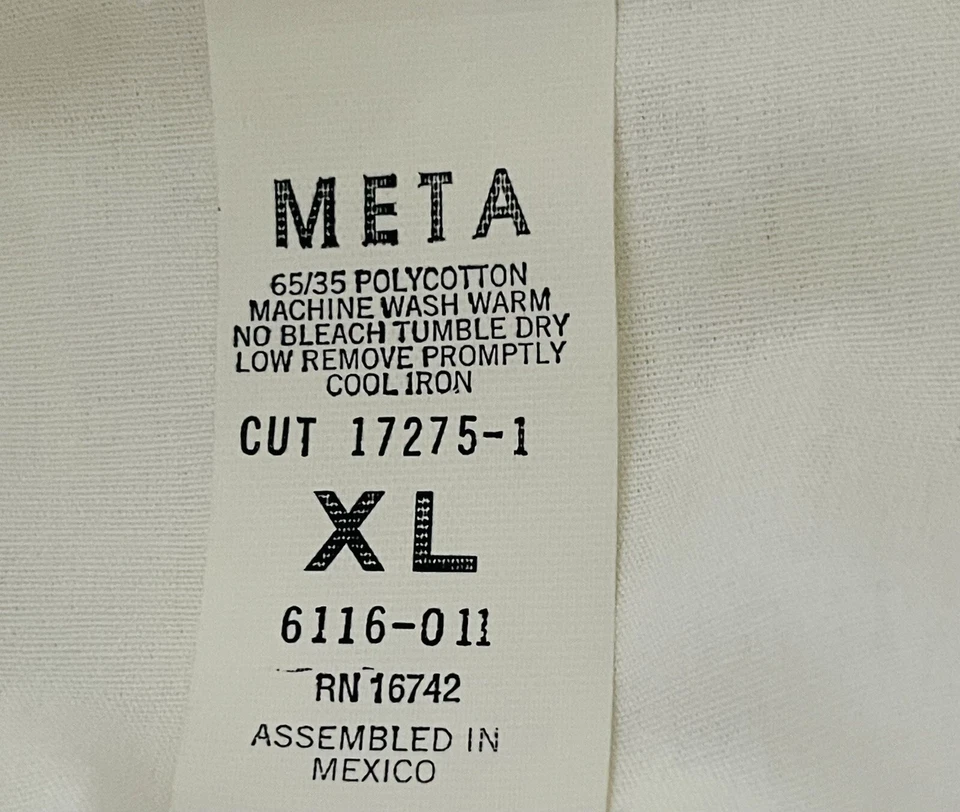 META
65/35 POLYCOTTON
MACHINE WASH WARM
NO BLEACH TUMBLE DRY
LOW REMOVE PROMPTLY
COOL IRON
CUT 17275-1
XL
6116-011
RN 16742
ASSEMBLED IN
MEXICO